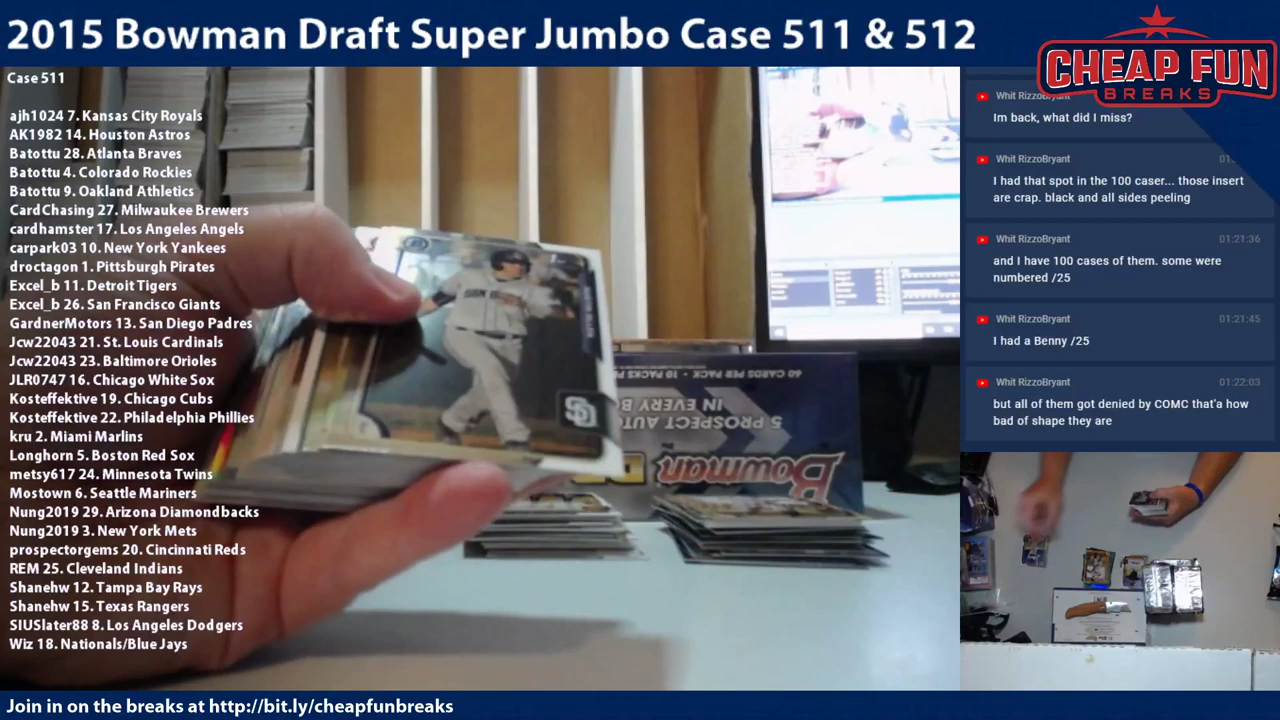 2015 Bowman Draft Super Jumbo Case 511 & 512
CHEAP FUN
BREAKS
Case 511
ajh1024 7. Kansas City Royals
AK1982 14. Houston Astros
Batottu 28. Atlanta Braves
Batottu 4. Colorado Rockies
Batottu 9. Oakland Athletics
CardChasing 27. Milwaukee Brewers
cardhamster 17. Los Angeles Angels
carpark03 10. New York Yankees
droctagon 1. Pittsburgh Pirates
Excel_b 11. Detroit Tigers
Excel_b 26. San Francisco Giants
GardnerMotors 13. San Diego Padres
Jcw22043 21. St. Louis Cardinals
Jcw22043 23. Baltimore Orioles
JLR0747 16. Chicago White Sox
Kosteffektive 19. Chicago Cubs
Kosteffektive 22. Philadelphia Phillies
kru 2. Miami Marlins
Longhorn 5. Boston Red Sox
metsy617 24. Minnesota Twins
Mostown 6. Seattle Mariners
Nung2019 29. Arizona Diamondbacks
Nung2019 3. New York Mets
prospectorgems 20. Cincinnati Reds
REM 25. Cleveland Indians
Shanehw 12. Tampa Bay Rays
Shanehw 15. Texas Rangers
SIUSlater88 8. Los Angeles Dodgers
Wiz 18. Nationals/Blue Jays
SD
60 CARDS PER PACK • 10 PACKS
5 PROSPECT AUT
IN EVERY B
Bowman
Whit RizzoBryant
Im back, what did I miss?
Whit RizzoBryant
I had that spot in the 100 caser... those insert
are crap. black and all sides peeling
Whit RizzoBryant 01:21:36
and I have 100 cases of them. some were
numbered /25
Whit RizzoBryant 01:21:45
I had a Benny /25
Whit RizzoBryant 01:22:03
but all of them got denied by COMC that'a how
bad of shape they are
Join in on the breaks at http://bit.ly/cheapfunbreaks